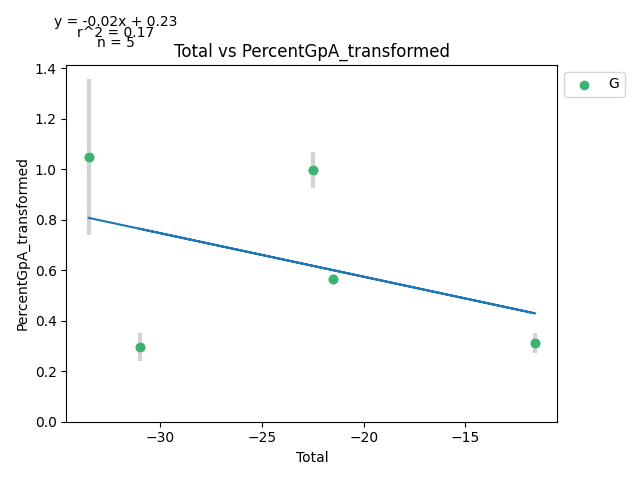 y = -0.02x + 0.23
r^2 = 0.17
n = 5
Total vs PercentGpA_transformed
G
PercentGpA_transformed
1.4
1.2
1.0
0.8
0.6
0.4
0.2
0.0
−30
−25
−20
−15
Total